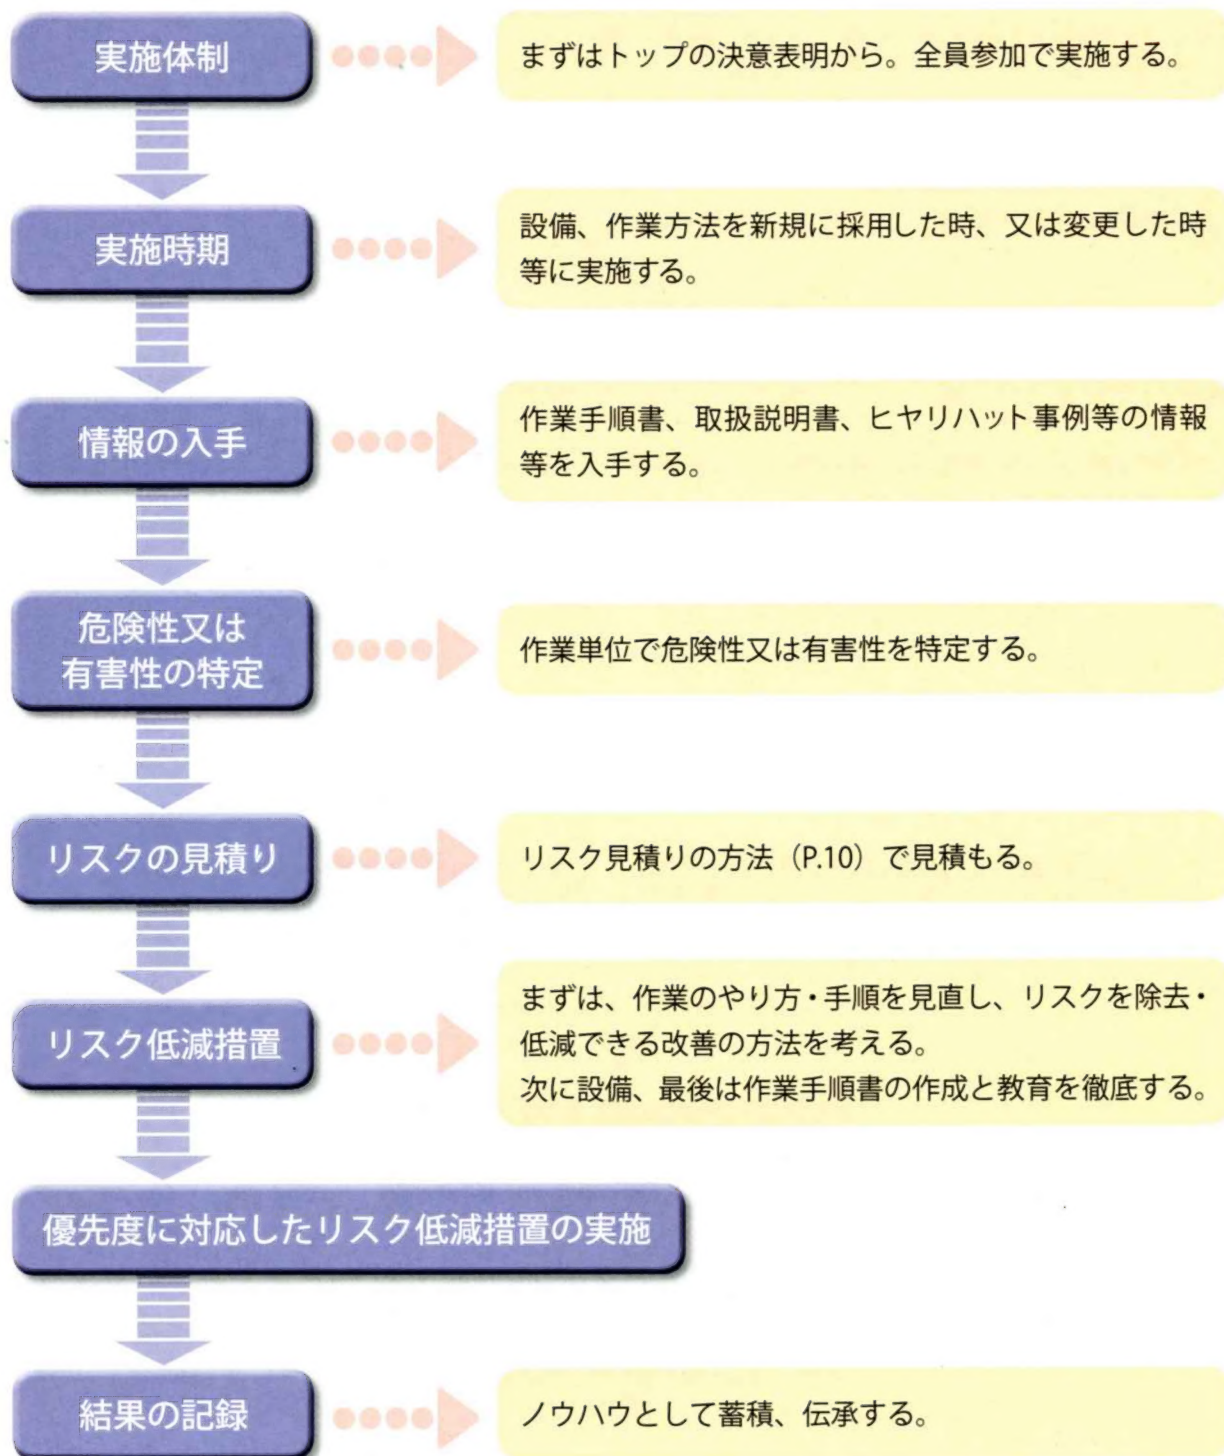 実施体制
まずはトップの決意表明から。全員参加で実施する。
実施時期
設備、作業方法を新規に採用した時、又は変更した時
等に実施する。
情報の入手
作業手順書、取扱説明書、ヒヤリハット事例等の情報
等を入手する。
危険性又は
有害性の特定
作業単位で危険性又は有害性を特定する。
リスクの見積り
リスク見積りの方法（P.10）で見積もる。
リスク低減措置
まずは、作業のやり方・手順を見直し、リスクを除去・
低減できる改善の方法を考える。
次に設備、最後は作業手順書の作成と教育を徹底する。
優先度に対応したリスク低減措置の実施
結果の記録
ノウハウとして蓄積、伝承する。